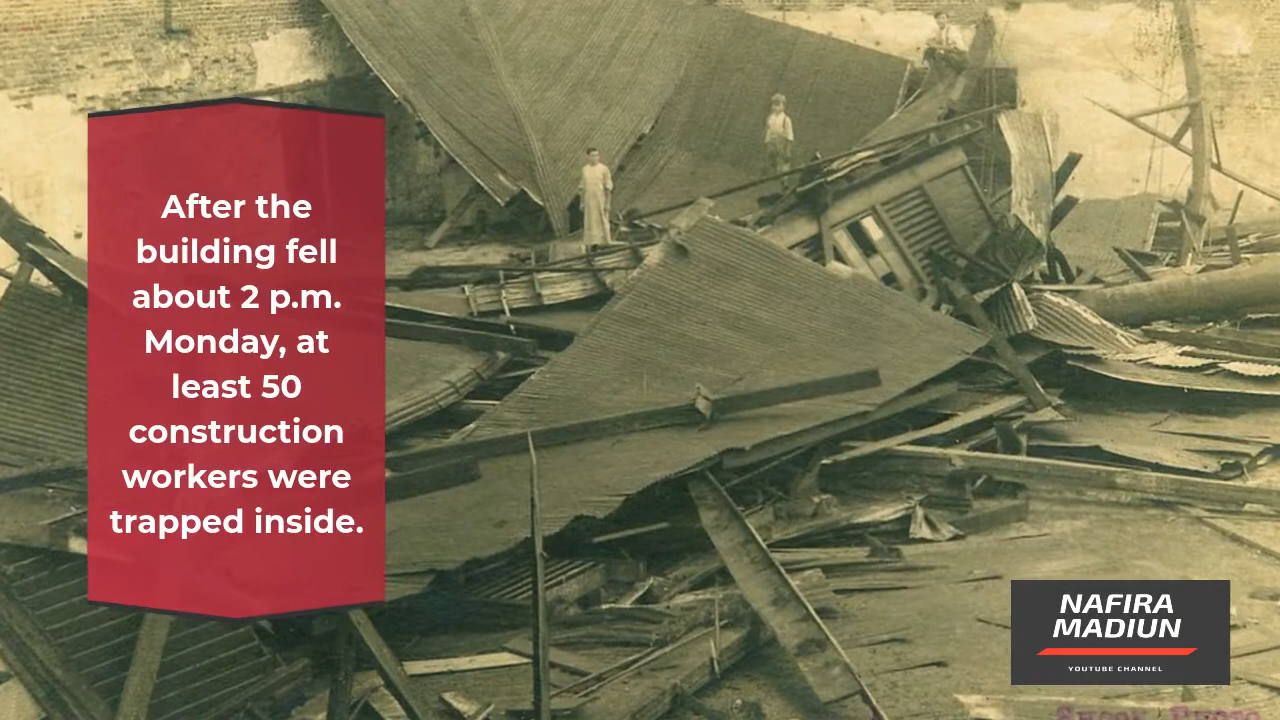 After the
building fell
about 2 p.m.
Monday, at
least 50
construction
workers were
trapped inside.
NAFIRA
MADIUN
YOUTUBE CHANNEL